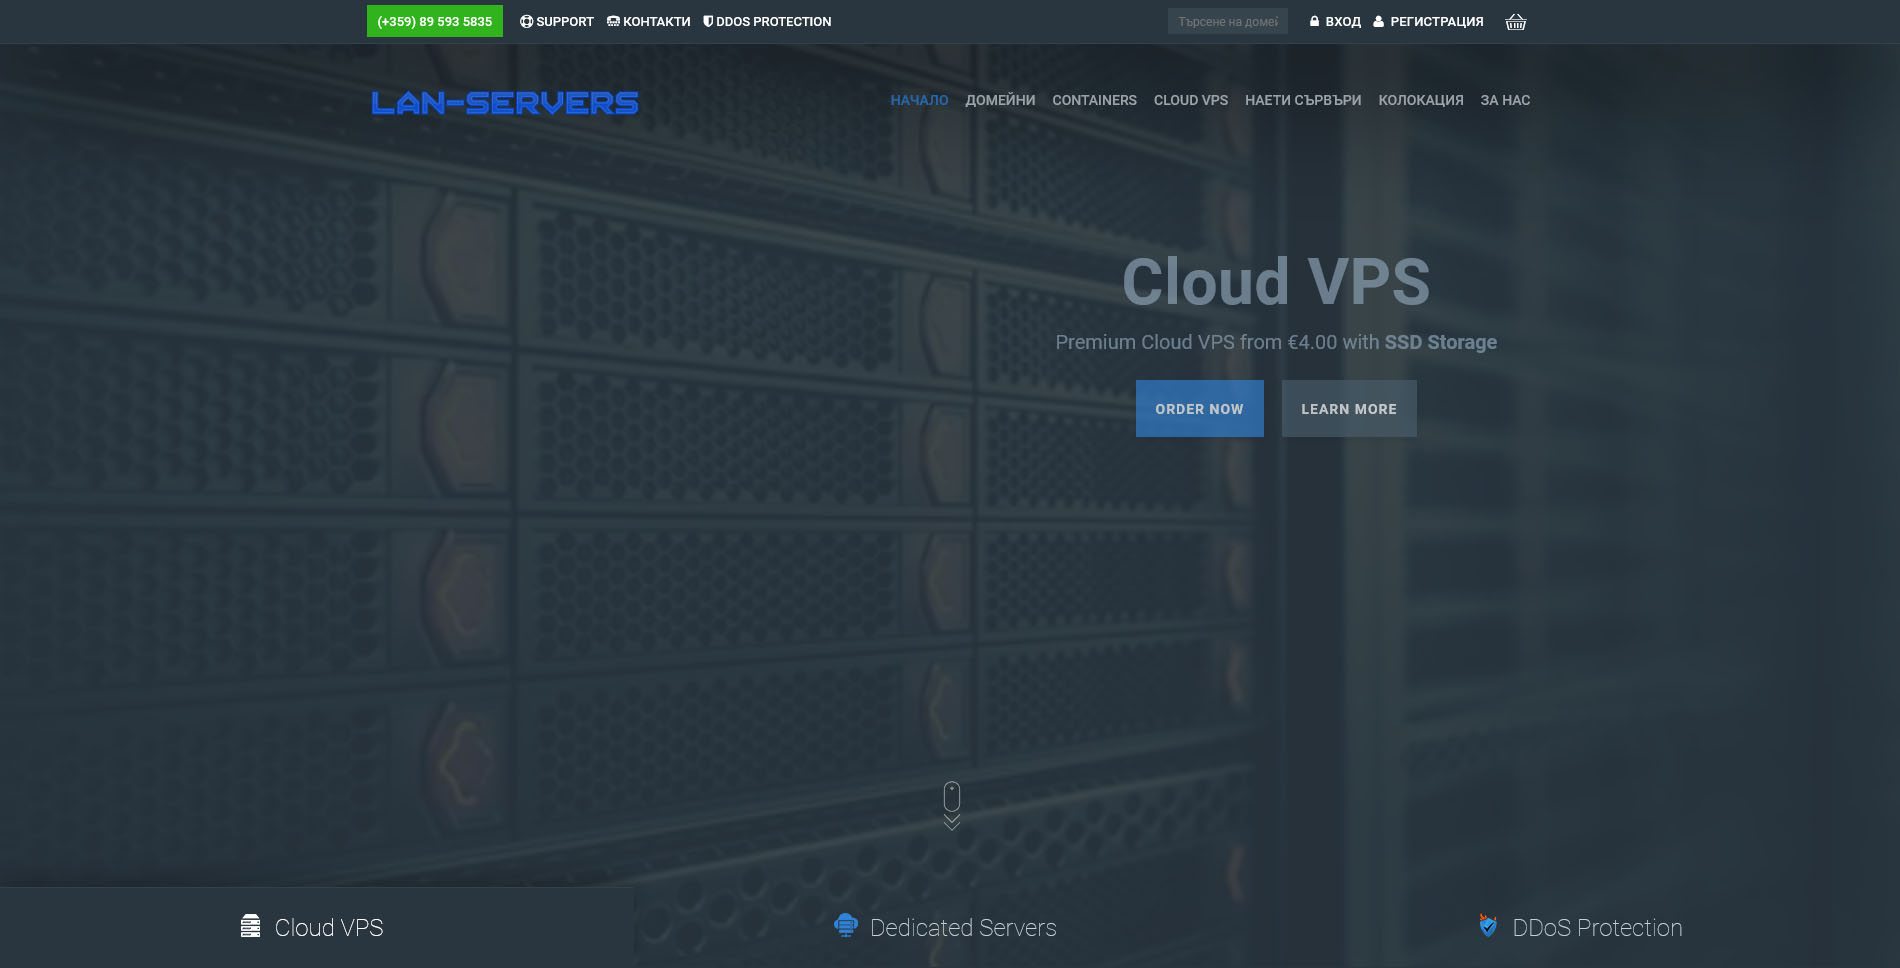 (+359) 89 593 5835 SUPPORT КОНТАКТИ DDOS PROTECTION Търсене на ВХОД РЕГИСТРАЦИЯ
LAN-SERVERS НАЧАЛО ДОМЕЙНИ CONTAINERS CLOUD VPS НАЕТИ СЪРВЪРИ КОЛОКАЦИЯ ЗА НАС
Cloud VPS
Premium Cloud VPS from €4.00 with SSD Storage
ORDER NOW LEARN MORE
Cloud VPS Dedicated Servers DDoS Protection